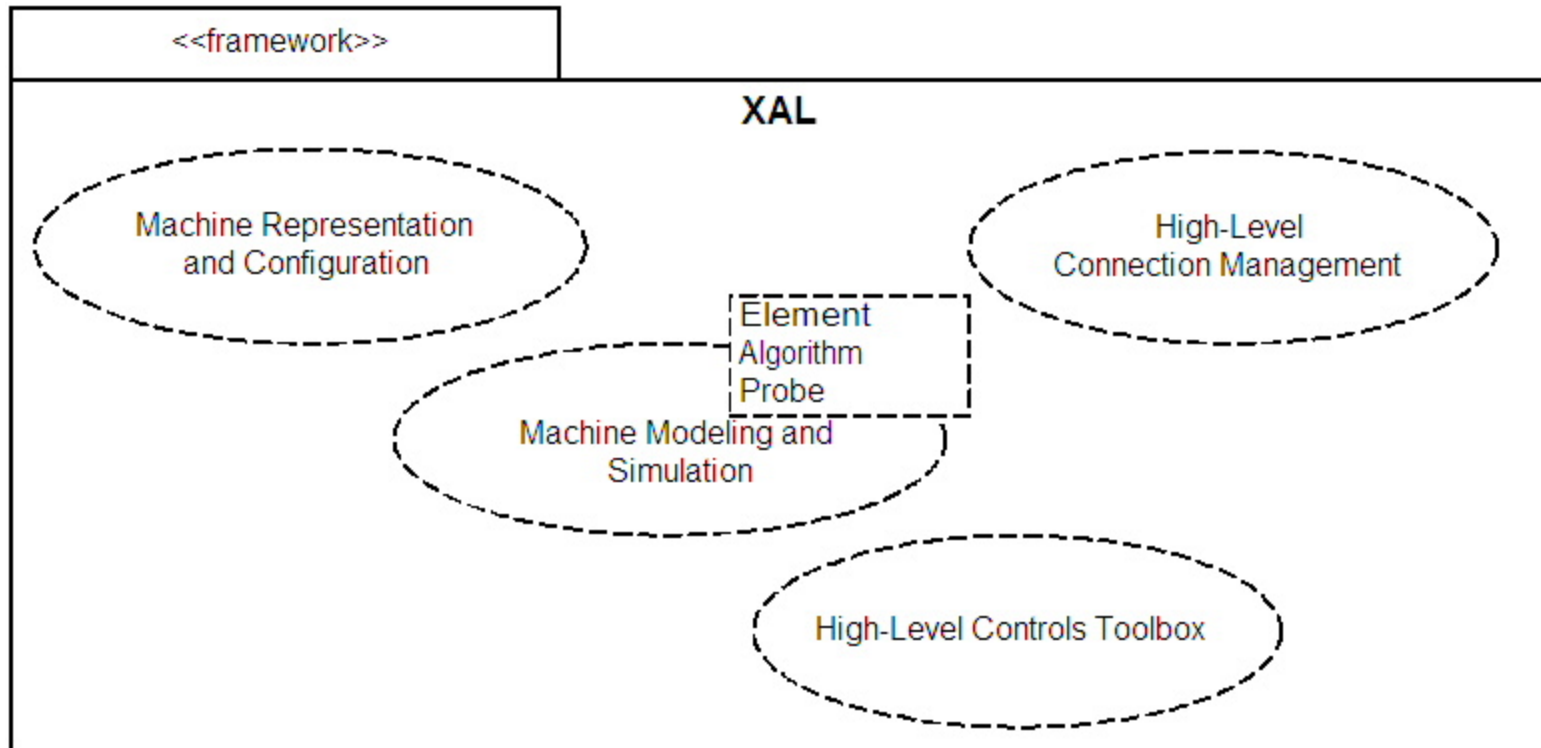 <<framework>>
XAL
Machine Representation
and Configuration
High-Level
Connection Management
Element
Algorithm
Probe
Machine Modeling and
Simulation
High-Level Controls Toolbox